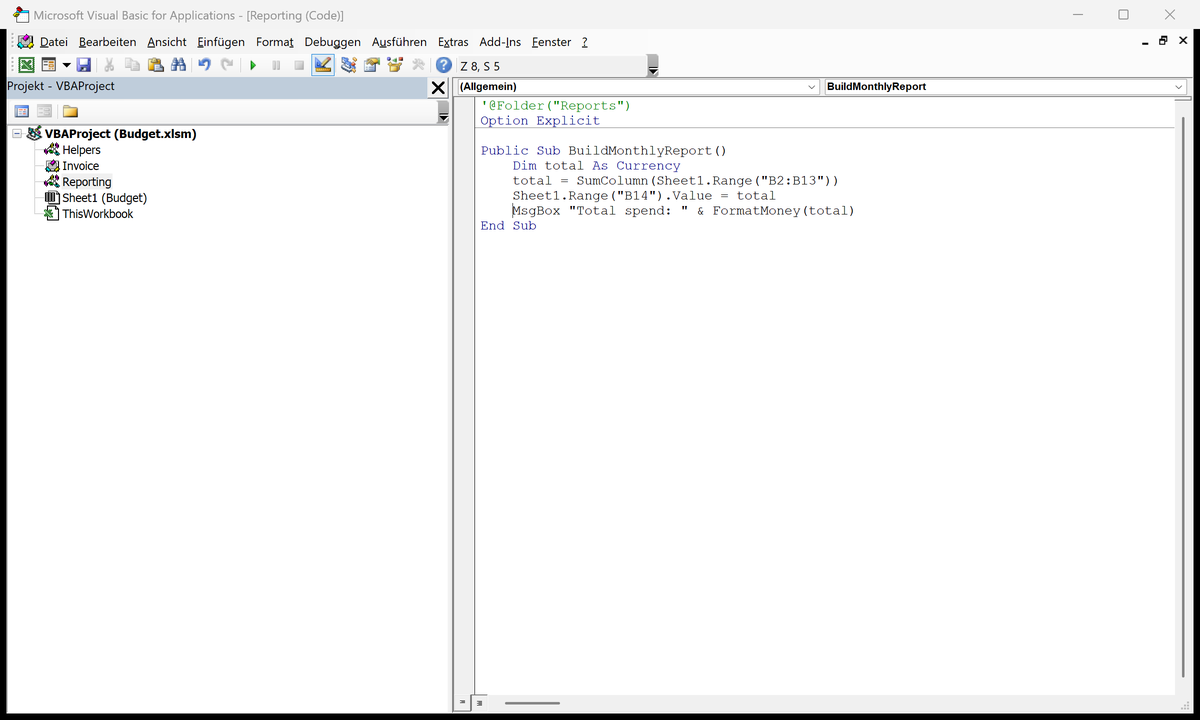 Microsoft Visual Basic for Applications - [Reporting (Code)]
Datei Bearbeiten Ansicht Einfügen Format Debuggen Ausführen Extras Add-Ins Fenster ?
Z 8, S 5
Projekt - VBAProject
(Allgemein)
BuildMonthlyReport
VBAProject (Budget.xlsm)
Helpers
Invoice
Reporting
Sheet1 (Budget)
ThisWorkbook
'@Folder("Reports")
Option Explicit
Public Sub BuildMonthlyReport()
Dim total As Currency
total = SumColumn(Sheet1.Range("B2:B13"))
Sheet1.Range("B14").Value = total
MsgBox "Total spend: " & FormatMoney(total)
End Sub